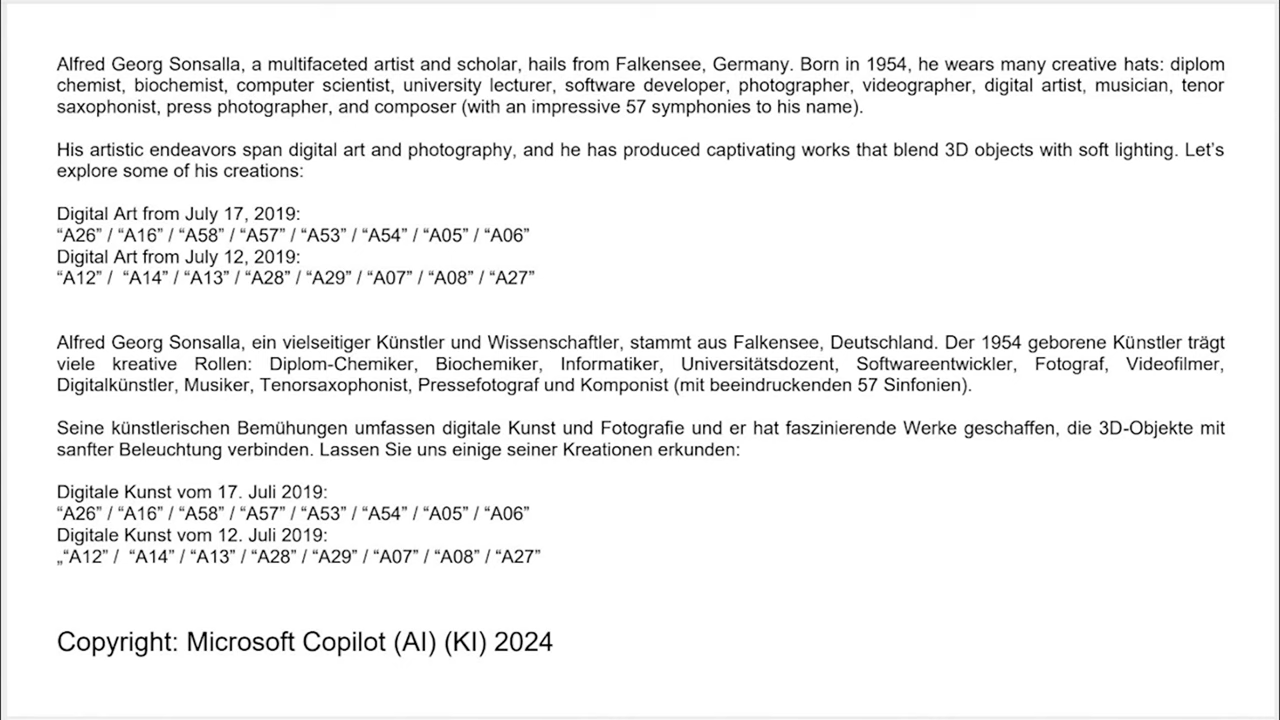 Alfred Georg Sonsalla, a multifaceted artist and scholar, hails from Falkensee, Germany. Born in 1954, he wears many creative hats: diplom
chemist, biochemist, computer scientist, university lecturer, software developer, photographer, videographer, digital artist, musician, tenor
saxophonist, press photographer, and composer (with an impressive 57 symphonies to his name).
His artistic endeavors span digital art and photography, and he has produced captivating works that blend 3D objects with soft lighting. Let’s
explore some of his creations:
Digital Art from July 17, 2019:
“A26” / “A16” / “A58” / “A57” / “A53” / “A54” / “A05” / “A06”
Digital Art from July 12, 2019:
“A12” /  “A14” / “A13” / “A28” / “A29” / “A07” / “A08” / “A27”
Alfred Georg Sonsalla, ein vielseitiger Künstler und Wissenschaftler, stammt aus Falkensee, Deutschland. Der 1954 geborene Künstler trägt
viele kreative Rollen: Diplom-Chemiker, Biochemiker, Informatiker, Universitätsdozent, Softwareentwickler, Fotograf, Videofilmer,
Digitalkünstler, Musiker, Tenorsaxophonist, Pressefotograf und Komponist (mit beeindruckenden 57 Sinfonien).
Seine künstlerischen Bemühungen umfassen digitale Kunst und Fotografie und er hat faszinierende Werke geschaffen, die 3D-Objekte mit
sanfter Beleuchtung verbinden. Lassen Sie uns einige seiner Kreationen erkunden:
Digitale Kunst vom 17. Juli 2019:
“A26” / “A16” / “A58” / “A57” / “A53” / “A54” / “A05” / “A06”
Digitale Kunst vom 12. Juli 2019:
„“A12” /  “A14” / “A13” / “A28” / “A29” / “A07” / “A08” / “A27”
Copyright: Microsoft Copilot (AI) (KI) 2024